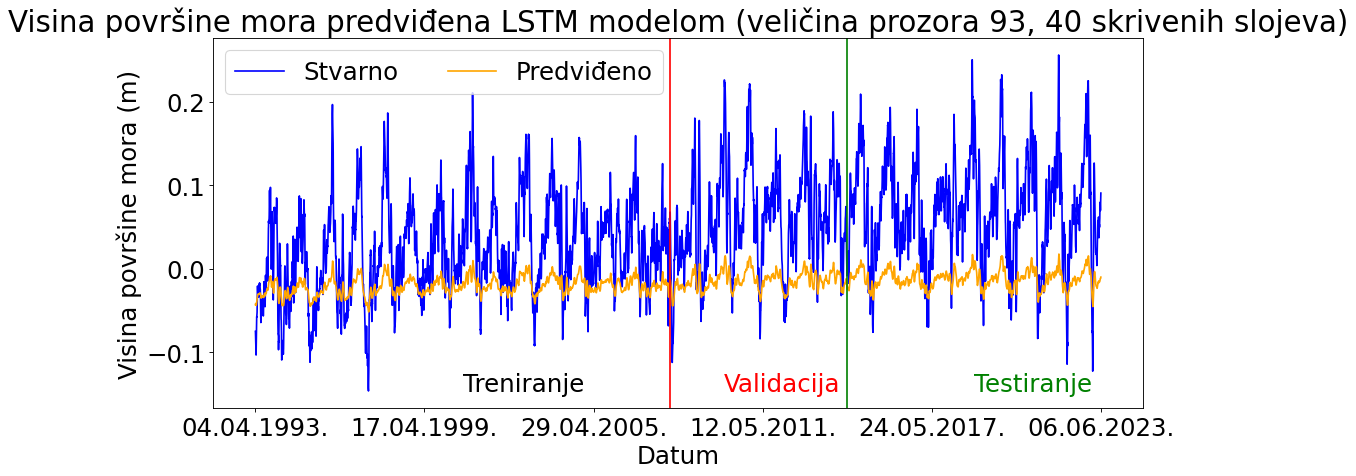 Visina površine mora predviđena LSTM modelom (veličina prozora 93, 40 skrivenih slojeva)
Stvarno Predviđeno
Visina površine mora (m)
0.2
0.1
0.0
−0.1
Treniranje Validacija Testiranje
04.04.1993. 17.04.1999. 29.04.2005. 12.05.2011. 24.05.2017. 06.06.2023.
Datum